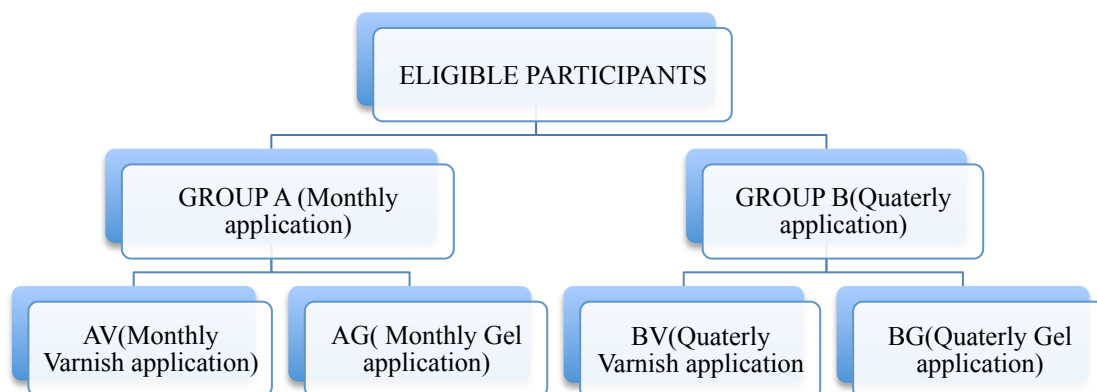 ELIGIBLE PARTICIPANTS
GROUP A (Monthly
application)
GROUP B(Quaterly
application)
AV(Monthly
Varnish application)
AG( Monthly Gel
application)
BV(Quaterly
Varnish application
BG(Quaterly Gel
application)